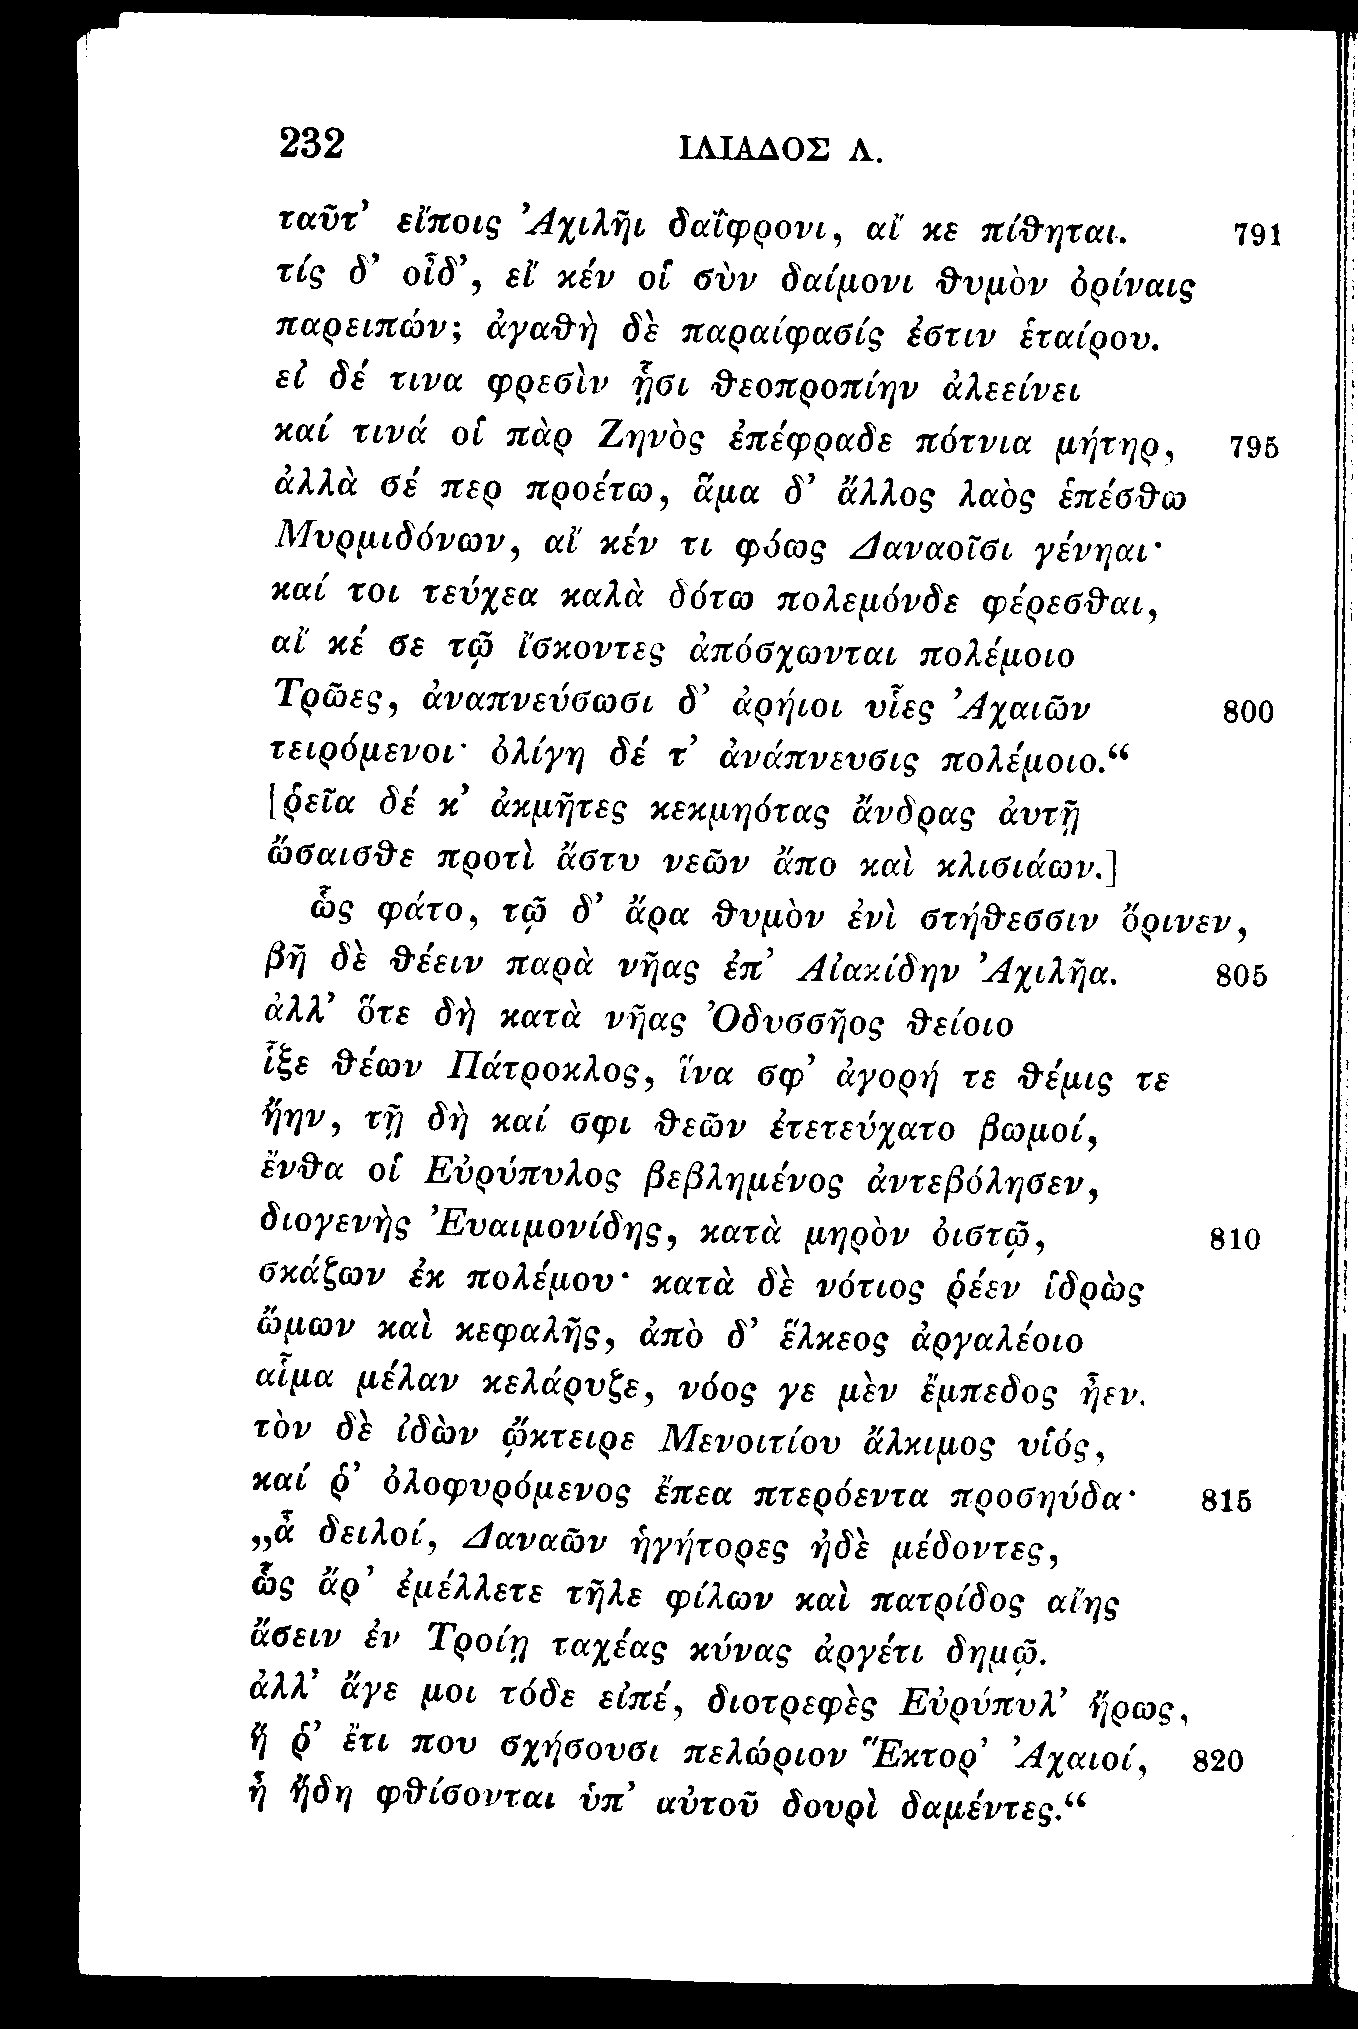 232 ΙΛΙΑΔΟΣ Λ.
ταῦτ’ εἴποις Ἀχιλῆι δαΐφρονι, αἴ κε πίθηται. 791
τίς δ’ οἶδ’, εἴ κέν οἱ σὺν δαίμονι θυμὸν ὀρίναις
παρειπών; ἀγαθὴ δὲ παραίφασίς ἐστιν ἑταίρου.
εἰ δέ τινα φρεσὶν ᾗσι θεοπροπίην ἀλεείνει
καί τινά οἱ πὰρ Ζηνὸς ἐπέφραδε πότνια μήτηρ, 795
ἀλλὰ σέ περ προέτω, ἅμα δ’ ἄλλος λαὸς ἑπέσθω
Μυρμιδόνων, αἴ κέν τι φόως Δαναοῖσι γένηαι·
καί τοι τεύχεα καλὰ δότω πολεμόνδε φέρεσθαι,
αἴ κέ σε τῷ ἴσκοντες ἀπόσχωνται πολέμοιο
Τρῶες, ἀναπνεύσωσι δ’ ἀρήιοι υἷες Ἀχαιῶν 800
τειρόμενοι· ὀλίγη δέ τ’ ἀνάπνευσις πολέμοιο.“
[ῥεῖα δέ κ’ ἀκμῆτες κεκμηότας ἄνδρας ἀυτῇ
ὤσαισθε προτὶ ἄστυ νεῶν ἄπο καὶ κλισιάων.]
ὣς φάτο, τῷ δ’ ἄρα θυμὸν ἐνὶ στήθεσσιν ὄρινεν,
βῆ δὲ θέειν παρὰ νῆας ἐπ’ Αἰακίδην Ἀχιλῆα. 805
ἀλλ’ ὅτε δὴ κατὰ νῆας Ὀδυσσῆος θείοιο
ἷξε θέων Πάτροκλος, ἵνα σφ’ ἀγορή τε θέμις τε
ἤην, τῇ δὴ καί σφι θεῶν ἐτετεύχατο βωμοί,
ἔνθα οἱ Εὐρύπυλος βεβλημένος ἀντεβόλησεν,
διογενὴς Ἐυαιμονίδης, κατὰ μηρὸν ὀιστῷ, 810
σκάζων ἐκ πολέμου· κατὰ δὲ νότιος ῥέεν ἱδρὼς
ὤμων καὶ κεφαλῆς, ἀπὸ δ’ ἕλκεος ἀργαλέοιο
αἷμα μέλαν κελάρυζε, νόος γε μὲν ἔμπεδος ἦεν.
τὸν δὲ ἰδὼν ᾤκτειρε Μενοιτίου ἄλκιμος υἱός,
καί ῥ’ ὀλοφυρόμενος ἔπεα πτερόεντα προσηύδα· 815
„ἆ δειλοί, Δαναῶν ἡγήτορες ἠδὲ μέδοντες,
ὣς ἄρ’ ἐμέλλετε τῆλε φίλων καὶ πατρίδος αἴης
ἄσειν ἐν Τροίῃ ταχέας κύνας ἀργέτι δημῷ.
ἀλλ’ ἄγε μοι τόδε εἰπέ, διοτρεφὲς Εὐρύπυλ’ ἥρως,
ἤ ῥ’ ἔτι που σχήσουσι πελώριον Ἕκτορ’ Ἀχαιοί, 820
ἦ ἤδη φθίσονται ὑπ’ αὐτοῦ δουρὶ δαμέντες.“